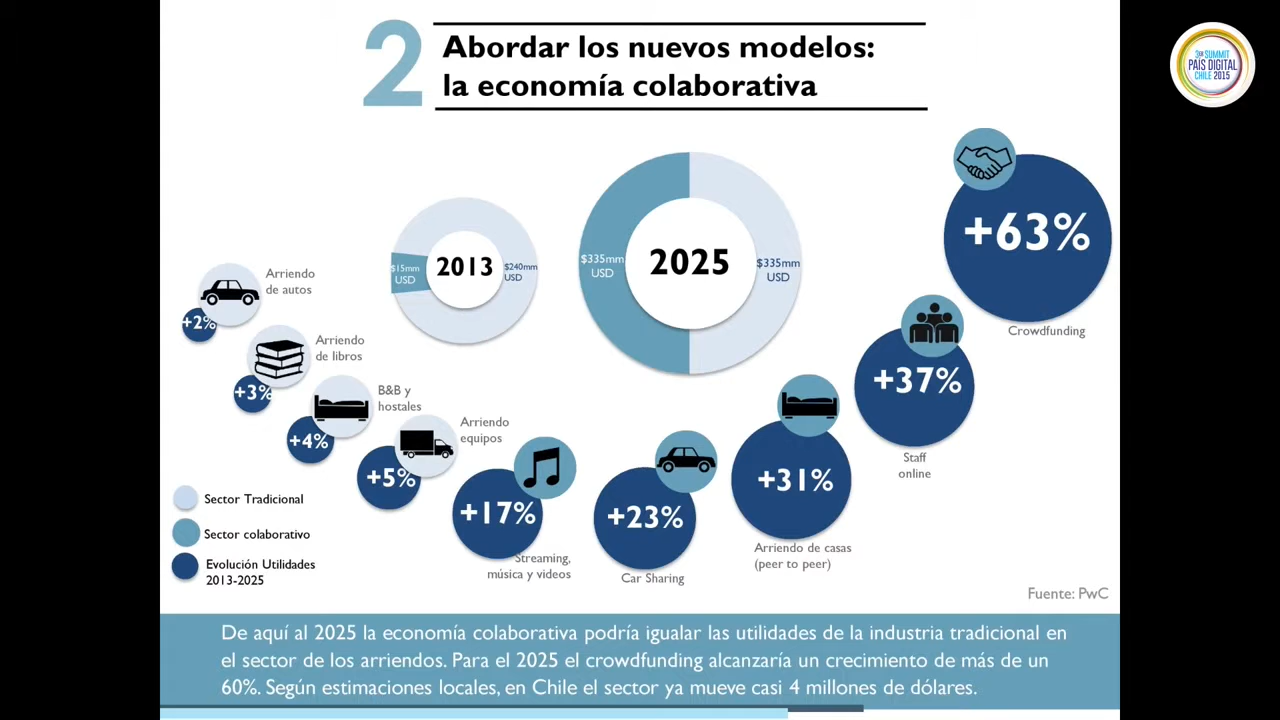 2
Abordar los nuevos modelos:
la economía colaborativa
3ER SUMMIT
PAIS DIGITAL
CHILE 2015
2013
$15mm
USD
$240mm
USD
2025
$335mm
USD
$335mm
USD
Arriendo
de autos
+2%
Arriendo
de libros
+3%
B&B y
hostales
+4%
Arriendo
equipos
+5%
+17%
Streaming,
música y videos
+23%
Car Sharing
+31%
Arriendo de casas
(peer to peer)
+37%
Staff
online
+63%
Crowdfunding
Sector Tradicional
Sector colaborativo
Evolución Utilidades
2013-2025
Fuente: PwC
De aquí al 2025 la economía colaborativa podría igualar las utilidades de la industria tradicional en
el sector de los arriendos. Para el 2025 el crowdfunding alcanzaría un crecimiento de más de un
60%. Según estimaciones locales, en Chile el sector ya mueve casi 4 millones de dólares.